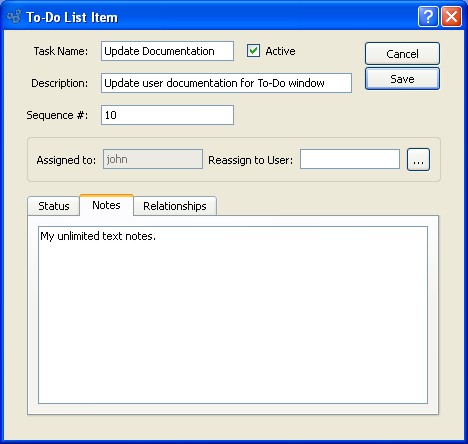 To-Do List Item
Task Name: Update Documentation Active Cancel
Description: Update user documentation for To-Do window Save
Sequence #: 10
Assigned to: john Reassign to User: ...
Status Notes Relationships
My unlimited text notes.